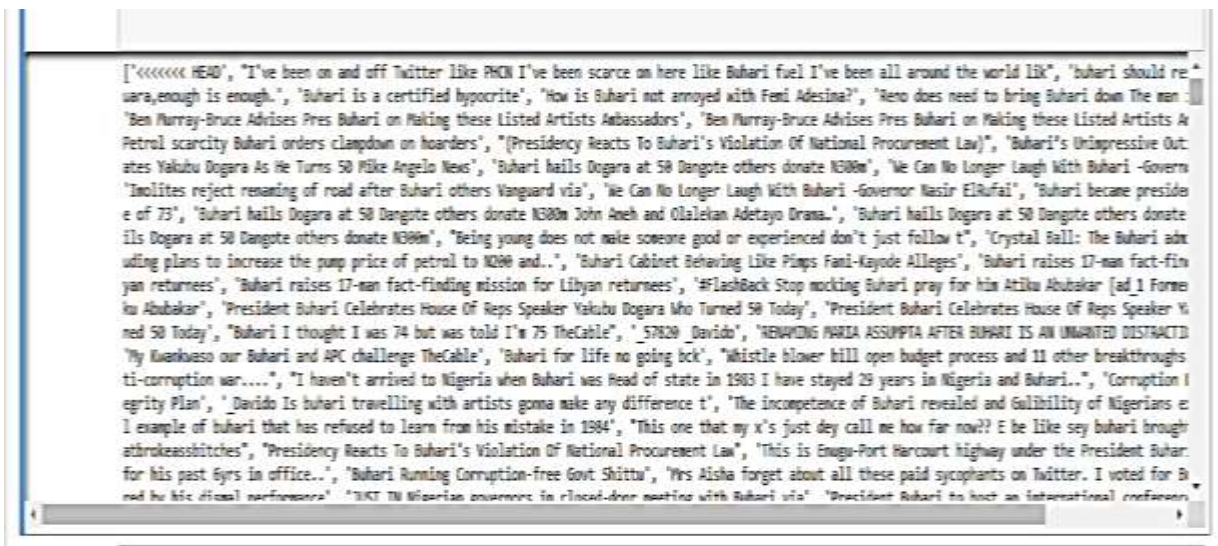 ['<<<<<<< HEAD', "I've been on and off Twitter like PHCN I've been scarce on here like Buhari fuel I've been all around the world lik", "buhari should re
uara,enough is enough.', 'Buhari is a certified hypocrite', 'How is Buhari not annoyed with Femi Adesina?', 'Reno does need to bring Buhari down The man
'Ben Murray-Bruce Advises Pres Buhari on Making these Listed Artists Ambassadors', 'Ben Murray-Bruce Advises Pres Buhari on Making these Listed Artists A
Petrol scarcity Buhari orders clampdown on hoarders', "[Presidency Reacts To Buhari's Violation Of National Procurement Law]", "Buhari's Unimpressive Out
ates Yakubu Dogara As He Turns 50 Mike Angelo News', 'Buhari hails Dogara at 50 Dangote others donate N300m', 'We Can No Longer Laugh With Buhari -Govern
'Imolites reject renaming of road after Buhari others Vanguard via', 'We Can No Longer Laugh With Buhari -Governor Nasir ElRufai', 'Buhari became presiden
e of 73', 'Buhari hails Dogara at 50 Dangote others donate N300m John Ameh and Olalekan Adetayo Drama…', 'Buhari hails Dogara at 50 Dangote others donate
ils Dogara at 50 Dangote others donate N300m', "Being young does not make someone good or experienced don't just follow t", 'Crystal Ball: The Buhari adm
uding plans to increase the pump price of petrol to N200 and..', 'Buhari Cabinet Behaving Like Pimps Fani-Kayode Alleges', 'Buhari raises 17-man fact-fin
yan returnees', 'Buhari raises 17-man fact-finding mission for Libyan returnees', '#FlashBack Stop mocking Buhari pray for him Atiku Abubakar [ad_1 Forme
ku Abubakar', 'President Buhari Celebrates House Of Reps Speaker Yakubu Dogara Who Turned 50 Today', 'President Buhari Celebrates House Of Reps Speaker Ya
ned 50 Today', "Buhari I thought I was 74 but was told I'm 75 TheCable", '_57820 _Davido', 'RENAMING MARIA ASSUMPTA AFTER BUHARI IS AN UNWANTED DISTRACTIO
'My Kwankwaso our Buhari and APC challenge TheCable', 'Buhari for life no going bck', "Whistle blower bill open budget process and 11 other breakthroughs
ti-corruption war....", "I haven't arrived to Nigeria when Buhari was Head of state in 1983 I have stayed 29 years in Nigeria and Buhari..", 'Corruption
egrity Plan', '_Davido Is buhari travelling with artists gonna make any difference t', 'The incompetence of Buhari revealed and Gulibility of Nigerians e
l example of buhari that has refused to learn from his mistake in 1984', "This one that my x's just dey call me how far now?? E be like sey buhari brough
athrokeasshitches", "Presidency Reacts To Buhari's Violation Of National Procurement Law", 'This is Enugu-Port Harcourt highway under the President Buhar
for his past 6yrs in office..', 'Buhari Running Corruption-free Govt Shittu', 'Mrs Aisha forget about all these paid sycophants on Twitter. I voted for B
red by his dismal performance', 'JUST IN Nigerian governors in closed-door meeting with Buhari via', 'President Buhari to host an international conferenc